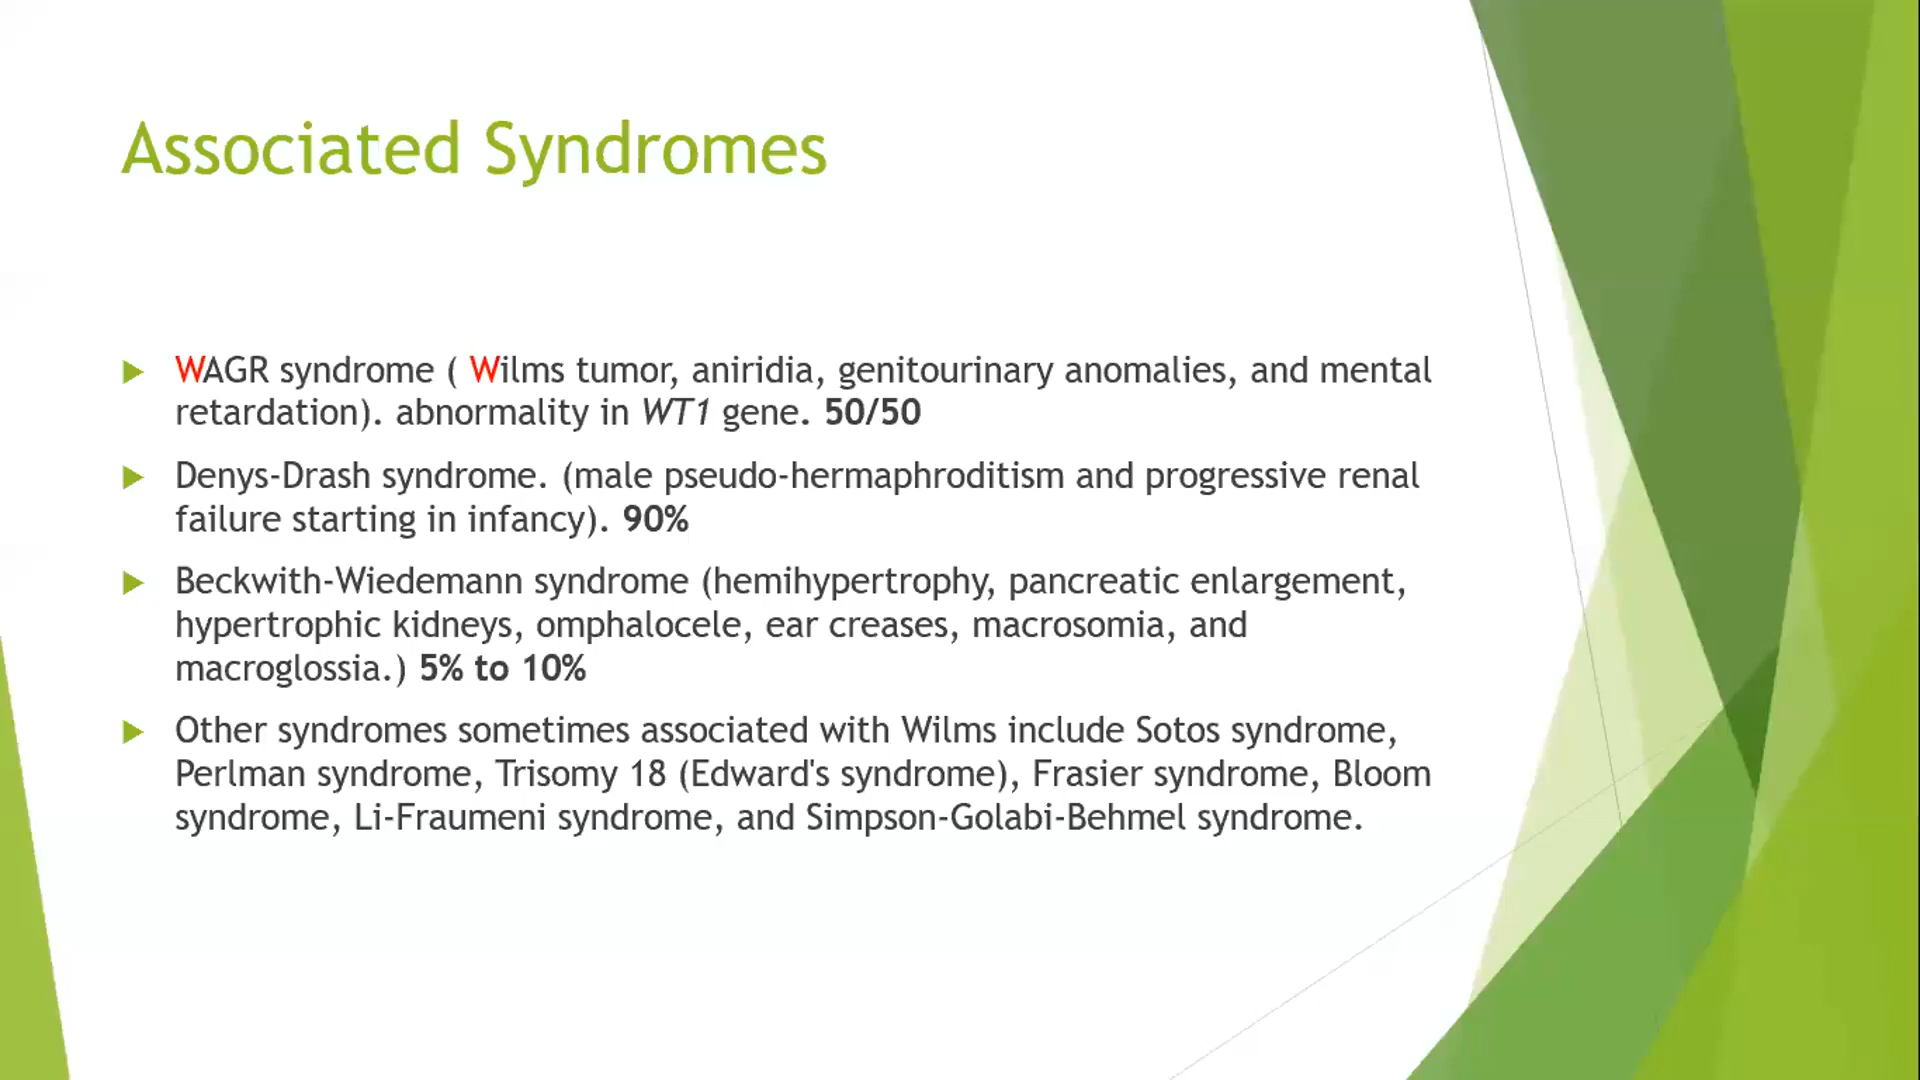 Associated Syndromes
WAGR syndrome ( Wilms tumor, aniridia, genitourinary anomalies, and mental
retardation). abnormality in WT1 gene. 50/50
Denys-Drash syndrome. (male pseudo-hermaphroditism and progressive renal
failure starting in infancy). 90%
Beckwith-Wiedemann syndrome (hemihypertrophy, pancreatic enlargement,
hypertrophic kidneys, omphalocele, ear creases, macrosomia, and
macroglossia.) 5% to 10%
Other syndromes sometimes associated with Wilms include Sotos syndrome,
Perlman syndrome, Trisomy 18 (Edward's syndrome), Frasier syndrome, Bloom
syndrome, Li-Fraumeni syndrome, and Simpson-Golabi-Behmel syndrome.